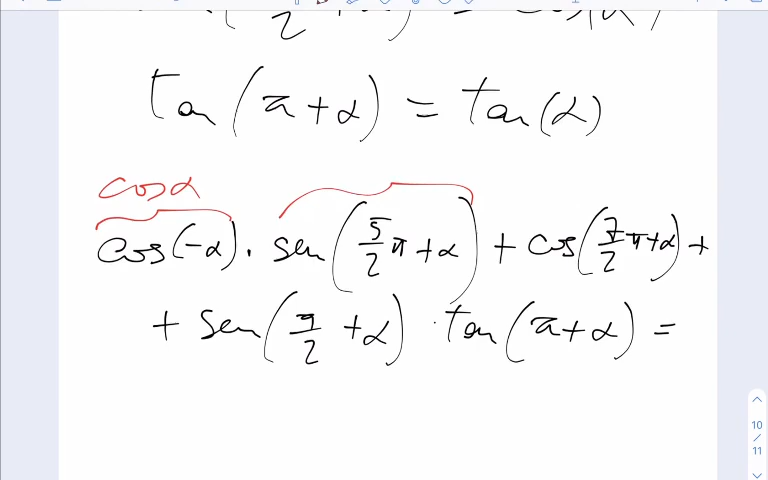 tan(π+α) = tan(α)
cosα
cos(-α) · sen(5/2 π+α) + cos(7/2 π+α) +
+ sen(π/2 +α) · tan(π+α) =
10
/
11